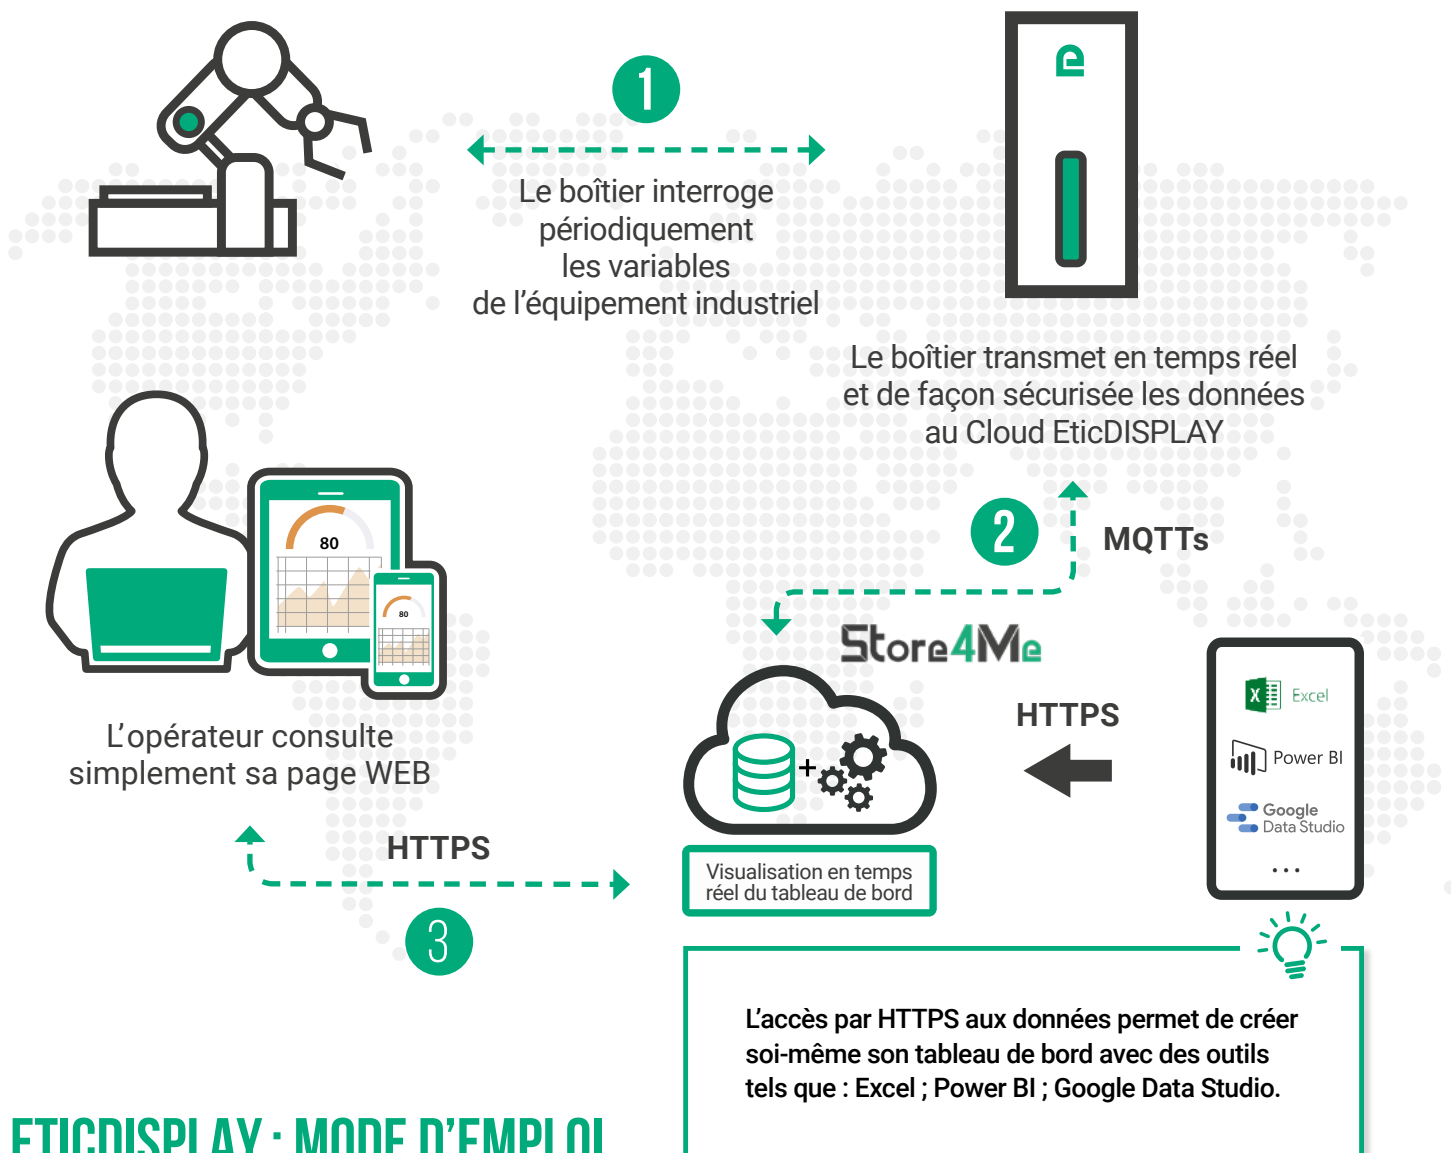 1
Le boîtier interroge
périodiquement
les variables
de l'équipement industriel
Le boîtier transmet en temps réel
et de façon sécurisée les données
au Cloud EticDISPLAY
2
MQTTs
80
80
Store4Me
L'opérateur consulte
simplement sa page WEB
HTTPS
3
+
Visualisation en temps
réel du tableau de bord
HTTPS
X Excel
Power BI
Google
Data Studio
...
L'accès par HTTPS aux données permet de créer
soi-même son tableau de bord avec des outils
tels que : Excel ; Power BI ; Google Data Studio.
ETICDISPLAY : MODE D'EMPLOI